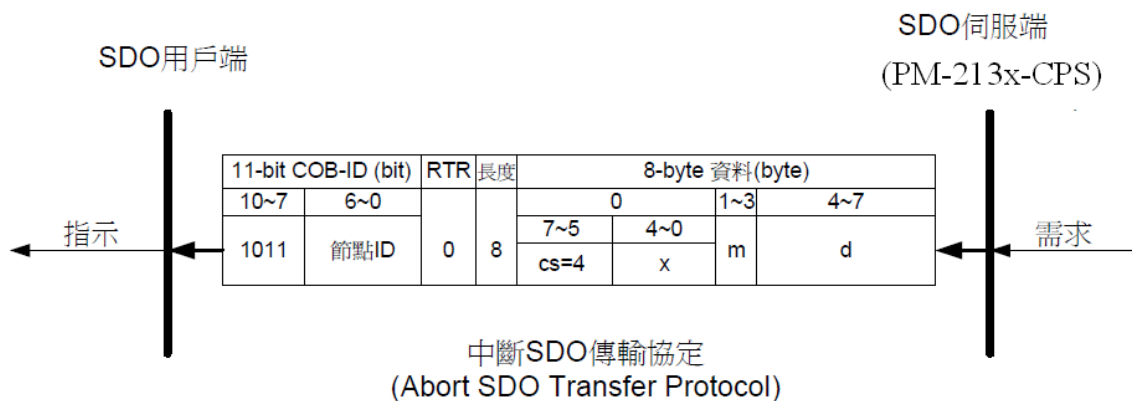 SDO用戶端
SDO伺服端
(PM-213x-CPS)
11-bit COB-ID (bit) RTR 長度 8-byte 資料(byte)
10~7 6~0 0 1~3 4~7
7~5 4~0
1011 節點ID 0 8 cs=4 x m d
指示
需求
中斷SDO傳輸協定
(Abort SDO Transfer Protocol)